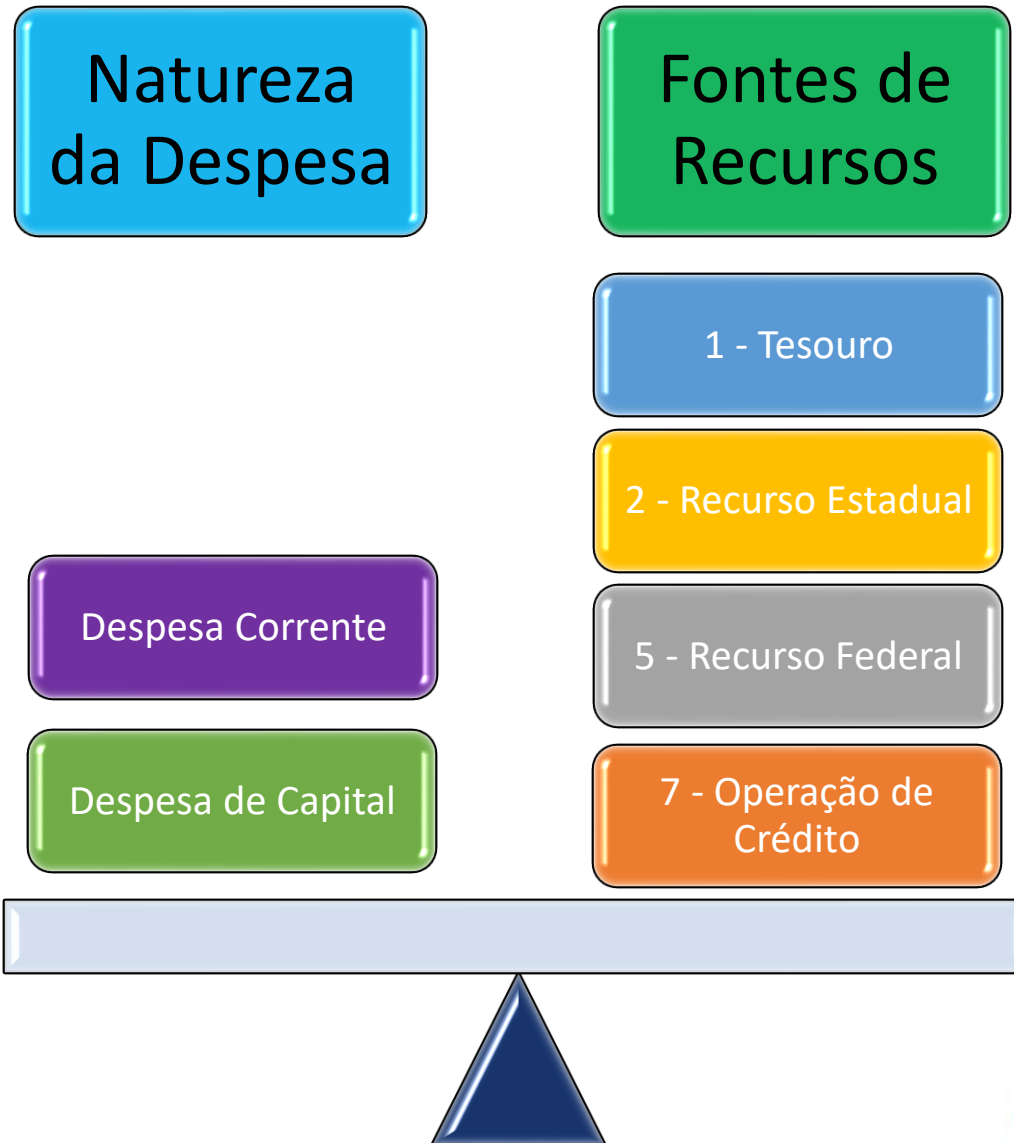 Natureza
da Despesa
Fontes de
Recursos
Despesa Corrente
Despesa de Capital
1 - Tesouro
2 - Recurso Estadual
5 - Recurso Federal
7 - Operação de
Crédito